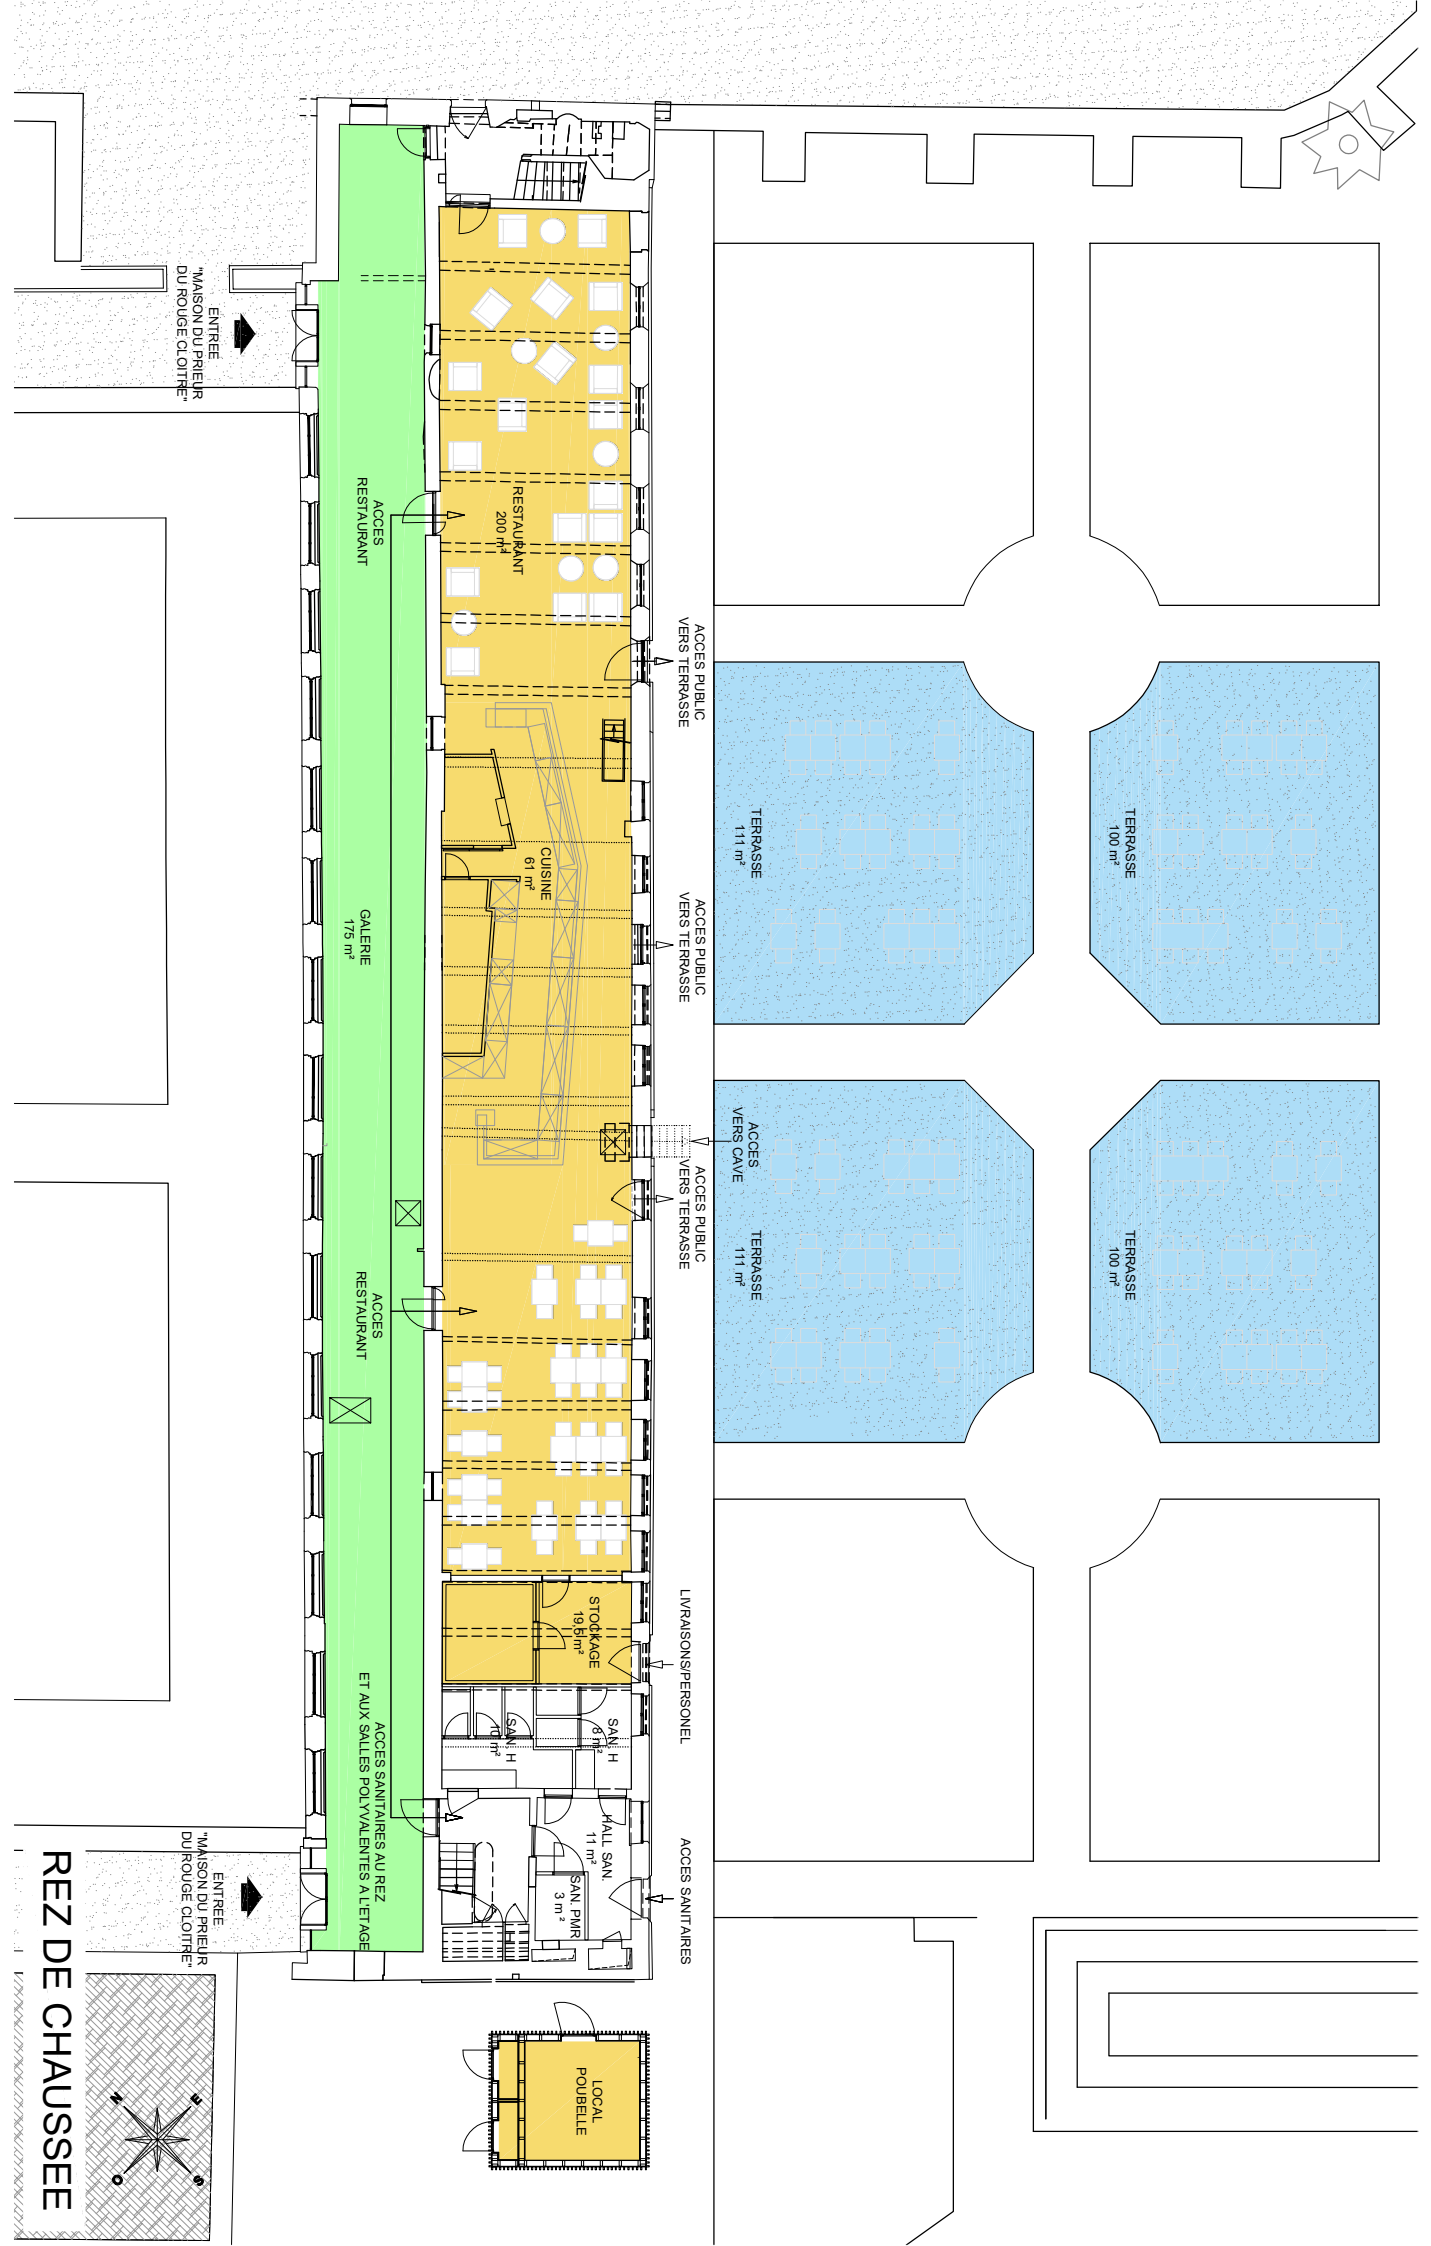 REZ DE CHAUSSEE
ENTREE
"MAISON DU PRIEUR
DU ROUGE CLOITRE"
ENTREE
"MAISON DU PRIEUR
DU ROUGE CLOITRE"
ACCES
RESTAURANT
GALERIE
175 m²
ACCES
RESTAURANT
ACCES SANITAIRES AU REZ
ET AUX SALLES POLYVALENTES A L'ETAGE
RESTAURANT
200 m²
CUISINE
61 m²
STOCKAGE
19,5 m²
SAN. H
10 m²
SAN. H
8 m²
HALL SAN.
11 m²
SAN. PMR
3 m²
LOCAL
POUBELLE
ACCES PUBLIC
VERS TERRASSE
ACCES PUBLIC
VERS TERRASSE
ACCES
VERS CAVE
ACCES PUBLIC
VERS TERRASSE
LIVRAISONS/PERSONEL
ACCES SANITAIRES
TERRASSE
111 m²
TERRASSE
111 m²
TERRASSE
100 m²
TERRASSE
100 m²
N
E
S
O